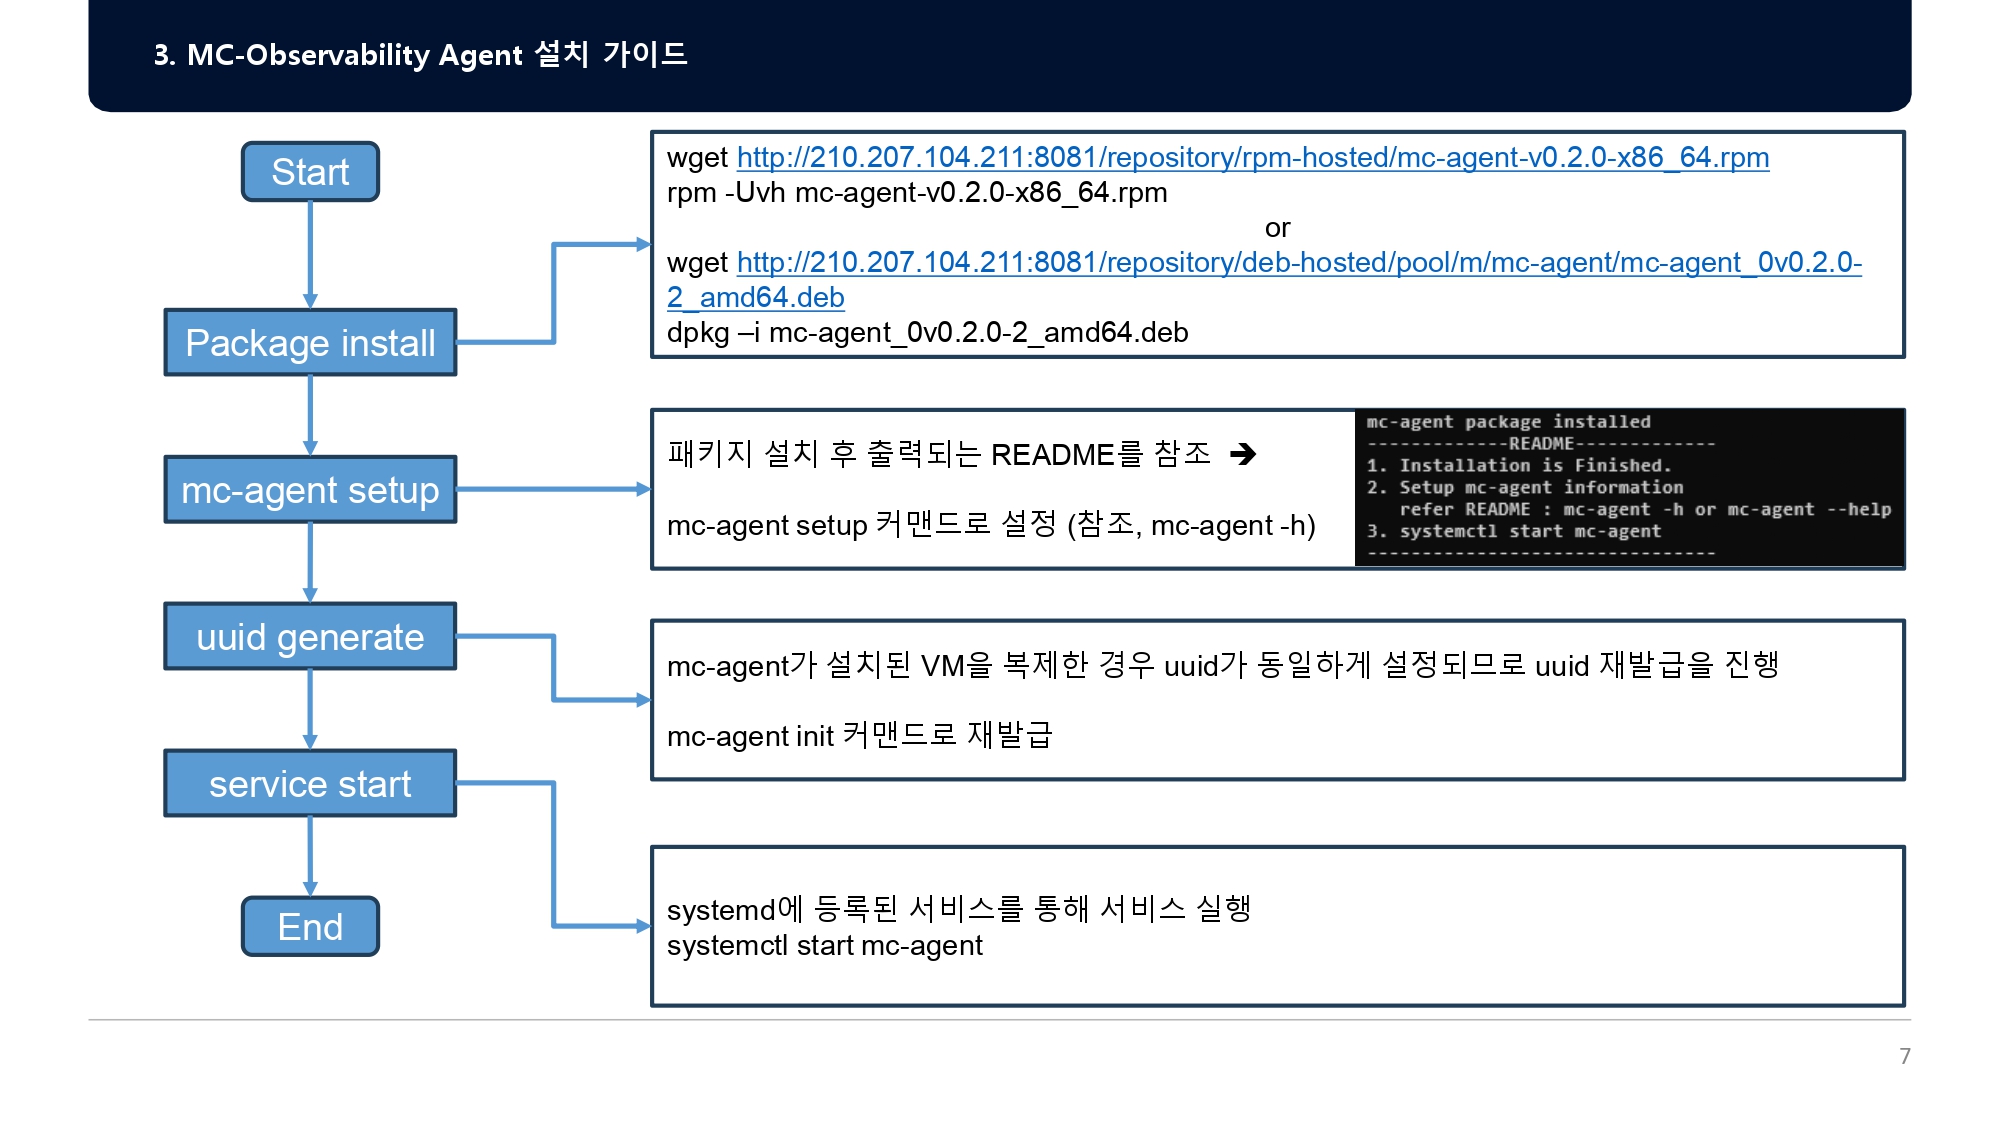 3. MC-Observability Agent 설치 가이드
Start
Package install
mc-agent setup
uuid generate
service start
End
wget http://210.207.104.211:8081/repository/rpm-hosted/mc-agent-v0.2.0-x86_64.rpm
rpm -Uvh mc-agent-v0.2.0-x86_64.rpm
or
wget http://210.207.104.211:8081/repository/deb-hosted/pool/m/mc-agent/mc-agent_0v0.2.0-
2_amd64.deb
dpkg –i mc-agent_0v0.2.0-2_amd64.deb
패키지 설치 후 출력되는 README를 참조 ➔
mc-agent setup 커맨드로 설정 (참조, mc-agent -h)
mc-agent package installed
-------------README-------------
1. Installation is Finished.
2. Setup mc-agent information
refer README : mc-agent -h or mc-agent --help
3. systemctl start mc-agent
--------------------------------
mc-agent가 설치된 VM을 복제한 경우 uuid가 동일하게 설정되므로 uuid 재발급을 진행
mc-agent init 커맨드로 재발급
systemd에 등록된 서비스를 통해 서비스 실행
systemctl start mc-agent
7